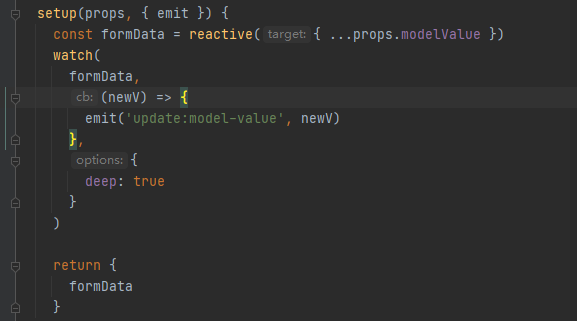 setup(props, { emit }) {
const formData = reactive( target: { ...props.modelValue })
watch(
formData,
cb: (newV) => {
emit('update:model-value', newV)
},
options: {
deep: true
}
)
return {
formData
}